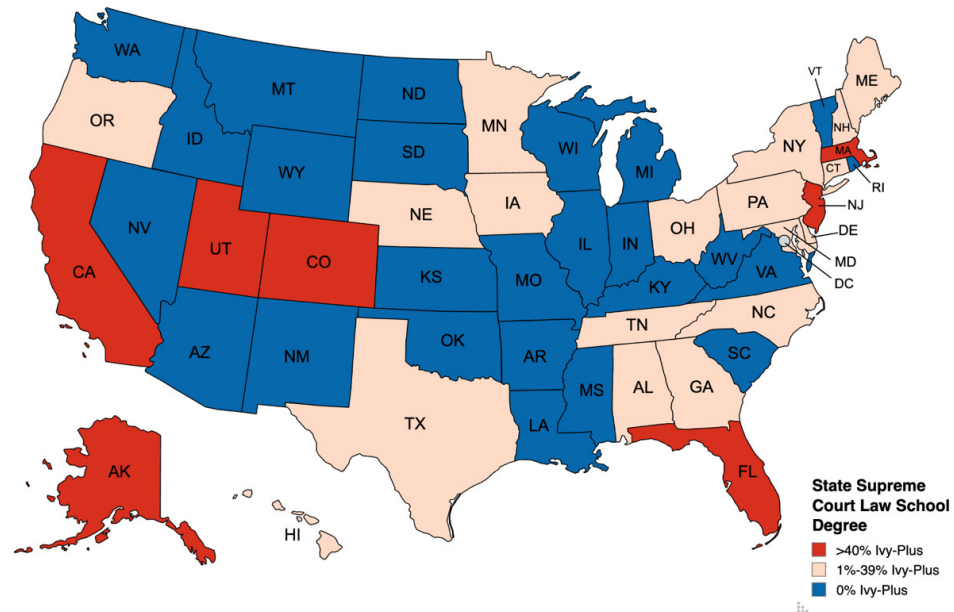 WA
MT
ND
MN
VT
ME
OR
ID
SD
WI
NY
NH
MA
WY
MI
CT
RI
IA
PA
NJ
NE
NV
OH
DE
UT
IL
IN
MD
CA
CO
WV
VA
DC
KS
MO
KY
NC
TN
AZ
NM
OK
AR
SC
MS
AL
GA
TX
LA
AK
FL
HI
State Supreme
Court Law School
Degree
>40% Ivy-Plus
1%-39% Ivy-Plus
0% Ivy-Plus